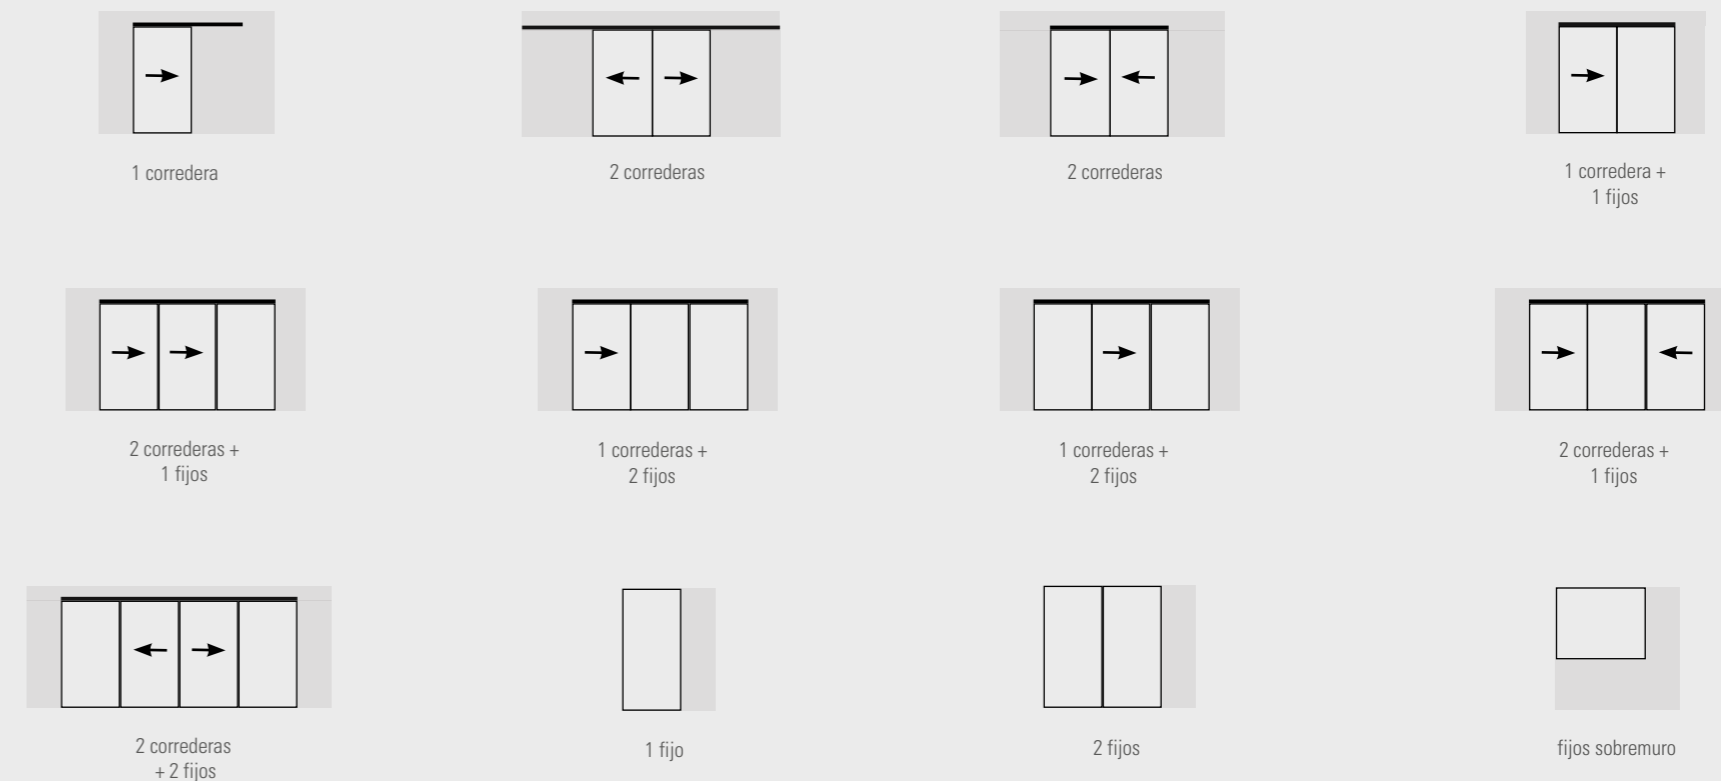 1 corredera
2 correderas
2 correderas
1 corredera +
1 fijos
2 correderas +
1 fijos
1 correderas +
2 fijos
1 correderas +
2 fijos
2 correderas +
1 fijos
2 correderas
+ 2 fijos
1 fijo
2 fijos
fijos sobremuro